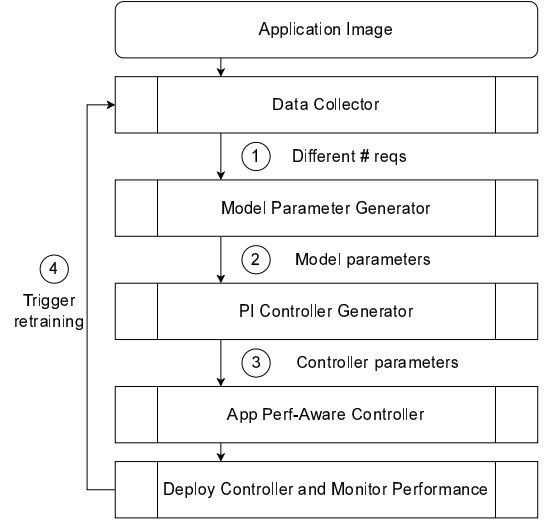 Application Image
Data Collector
1 Different # reqs
Model Parameter Generator
2 Model parameters
4
Trigger
retraining
PI Controller Generator
3 Controller parameters
App Perf-Aware Controller
Deploy Controller and Monitor Performance